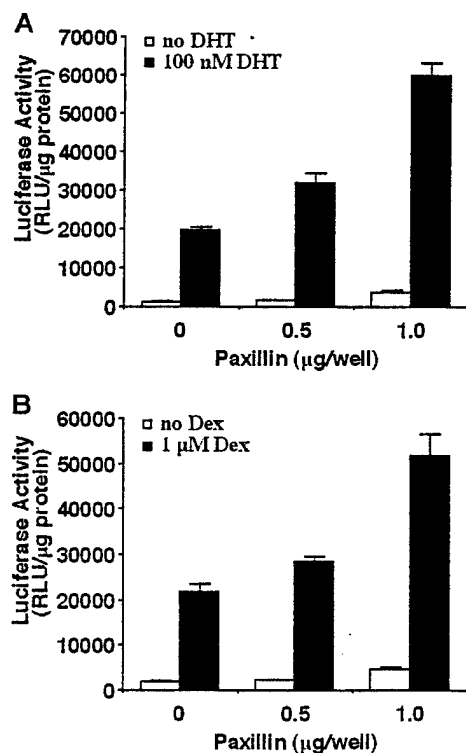 A
no DHT
100 nM DHT
Luciferase Activity
(RLU/μg protein)
70000
60000
50000
40000
30000
20000
10000
0
0 0.5 1.0
Paxillin (μg/well)
B
no Dex
1 μM Dex
Luciferase Activity
(RLU/μg protein)
60000
50000
40000
30000
20000
10000
0
0 0.5 1.0
Paxillin (μg/well)